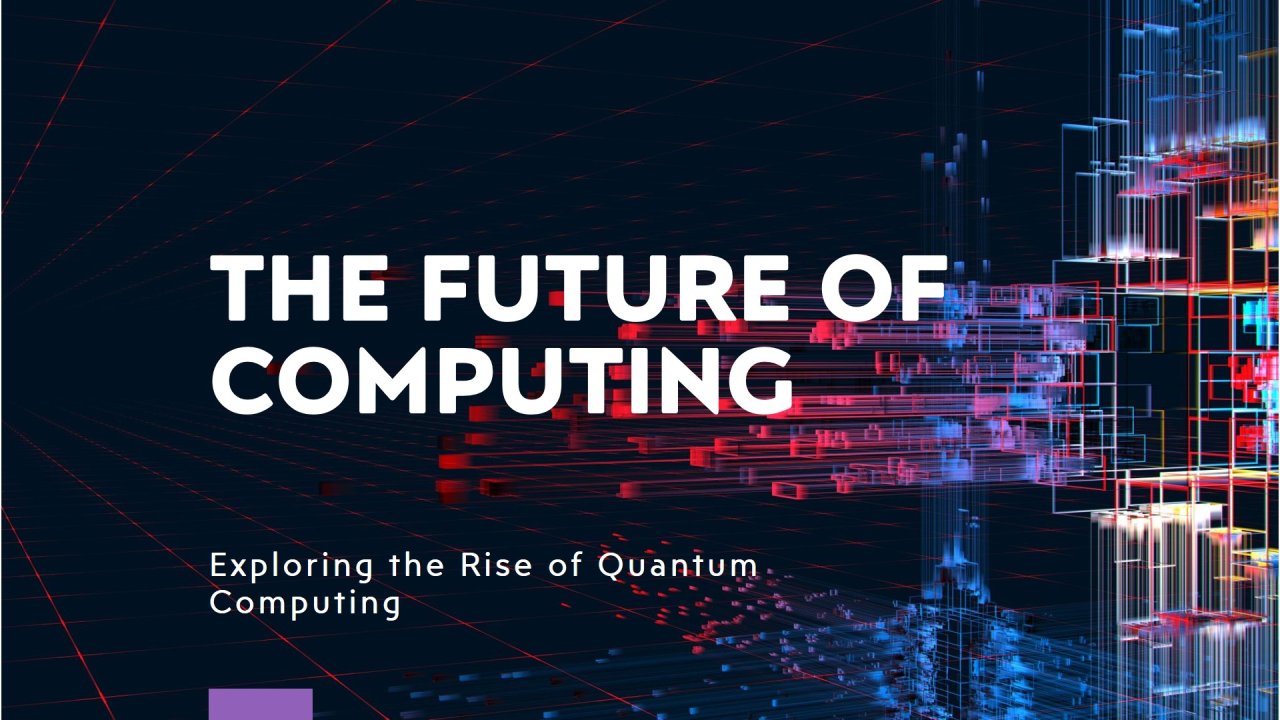 THE FUTURE OF
COMPUTING
Exploring the Rise of Quantum
Computing